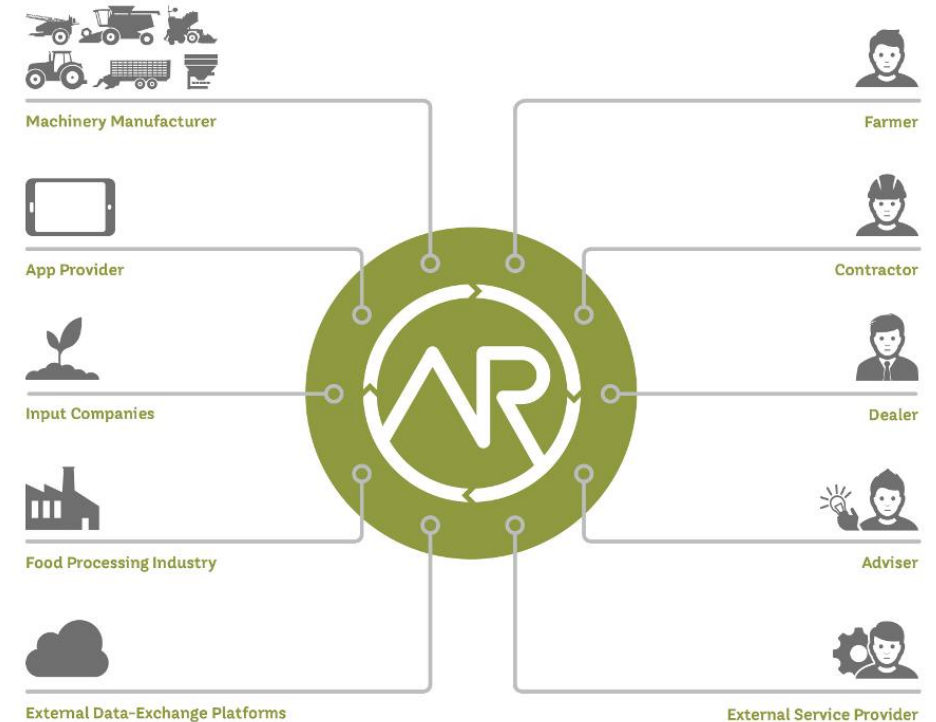 Machinery Manufacturer
Farmer
App Provider
Contractor
AR
Input Companies
Dealer
Food Processing Industry
Adviser
External Data-Exchange Platforms
External Service Provider